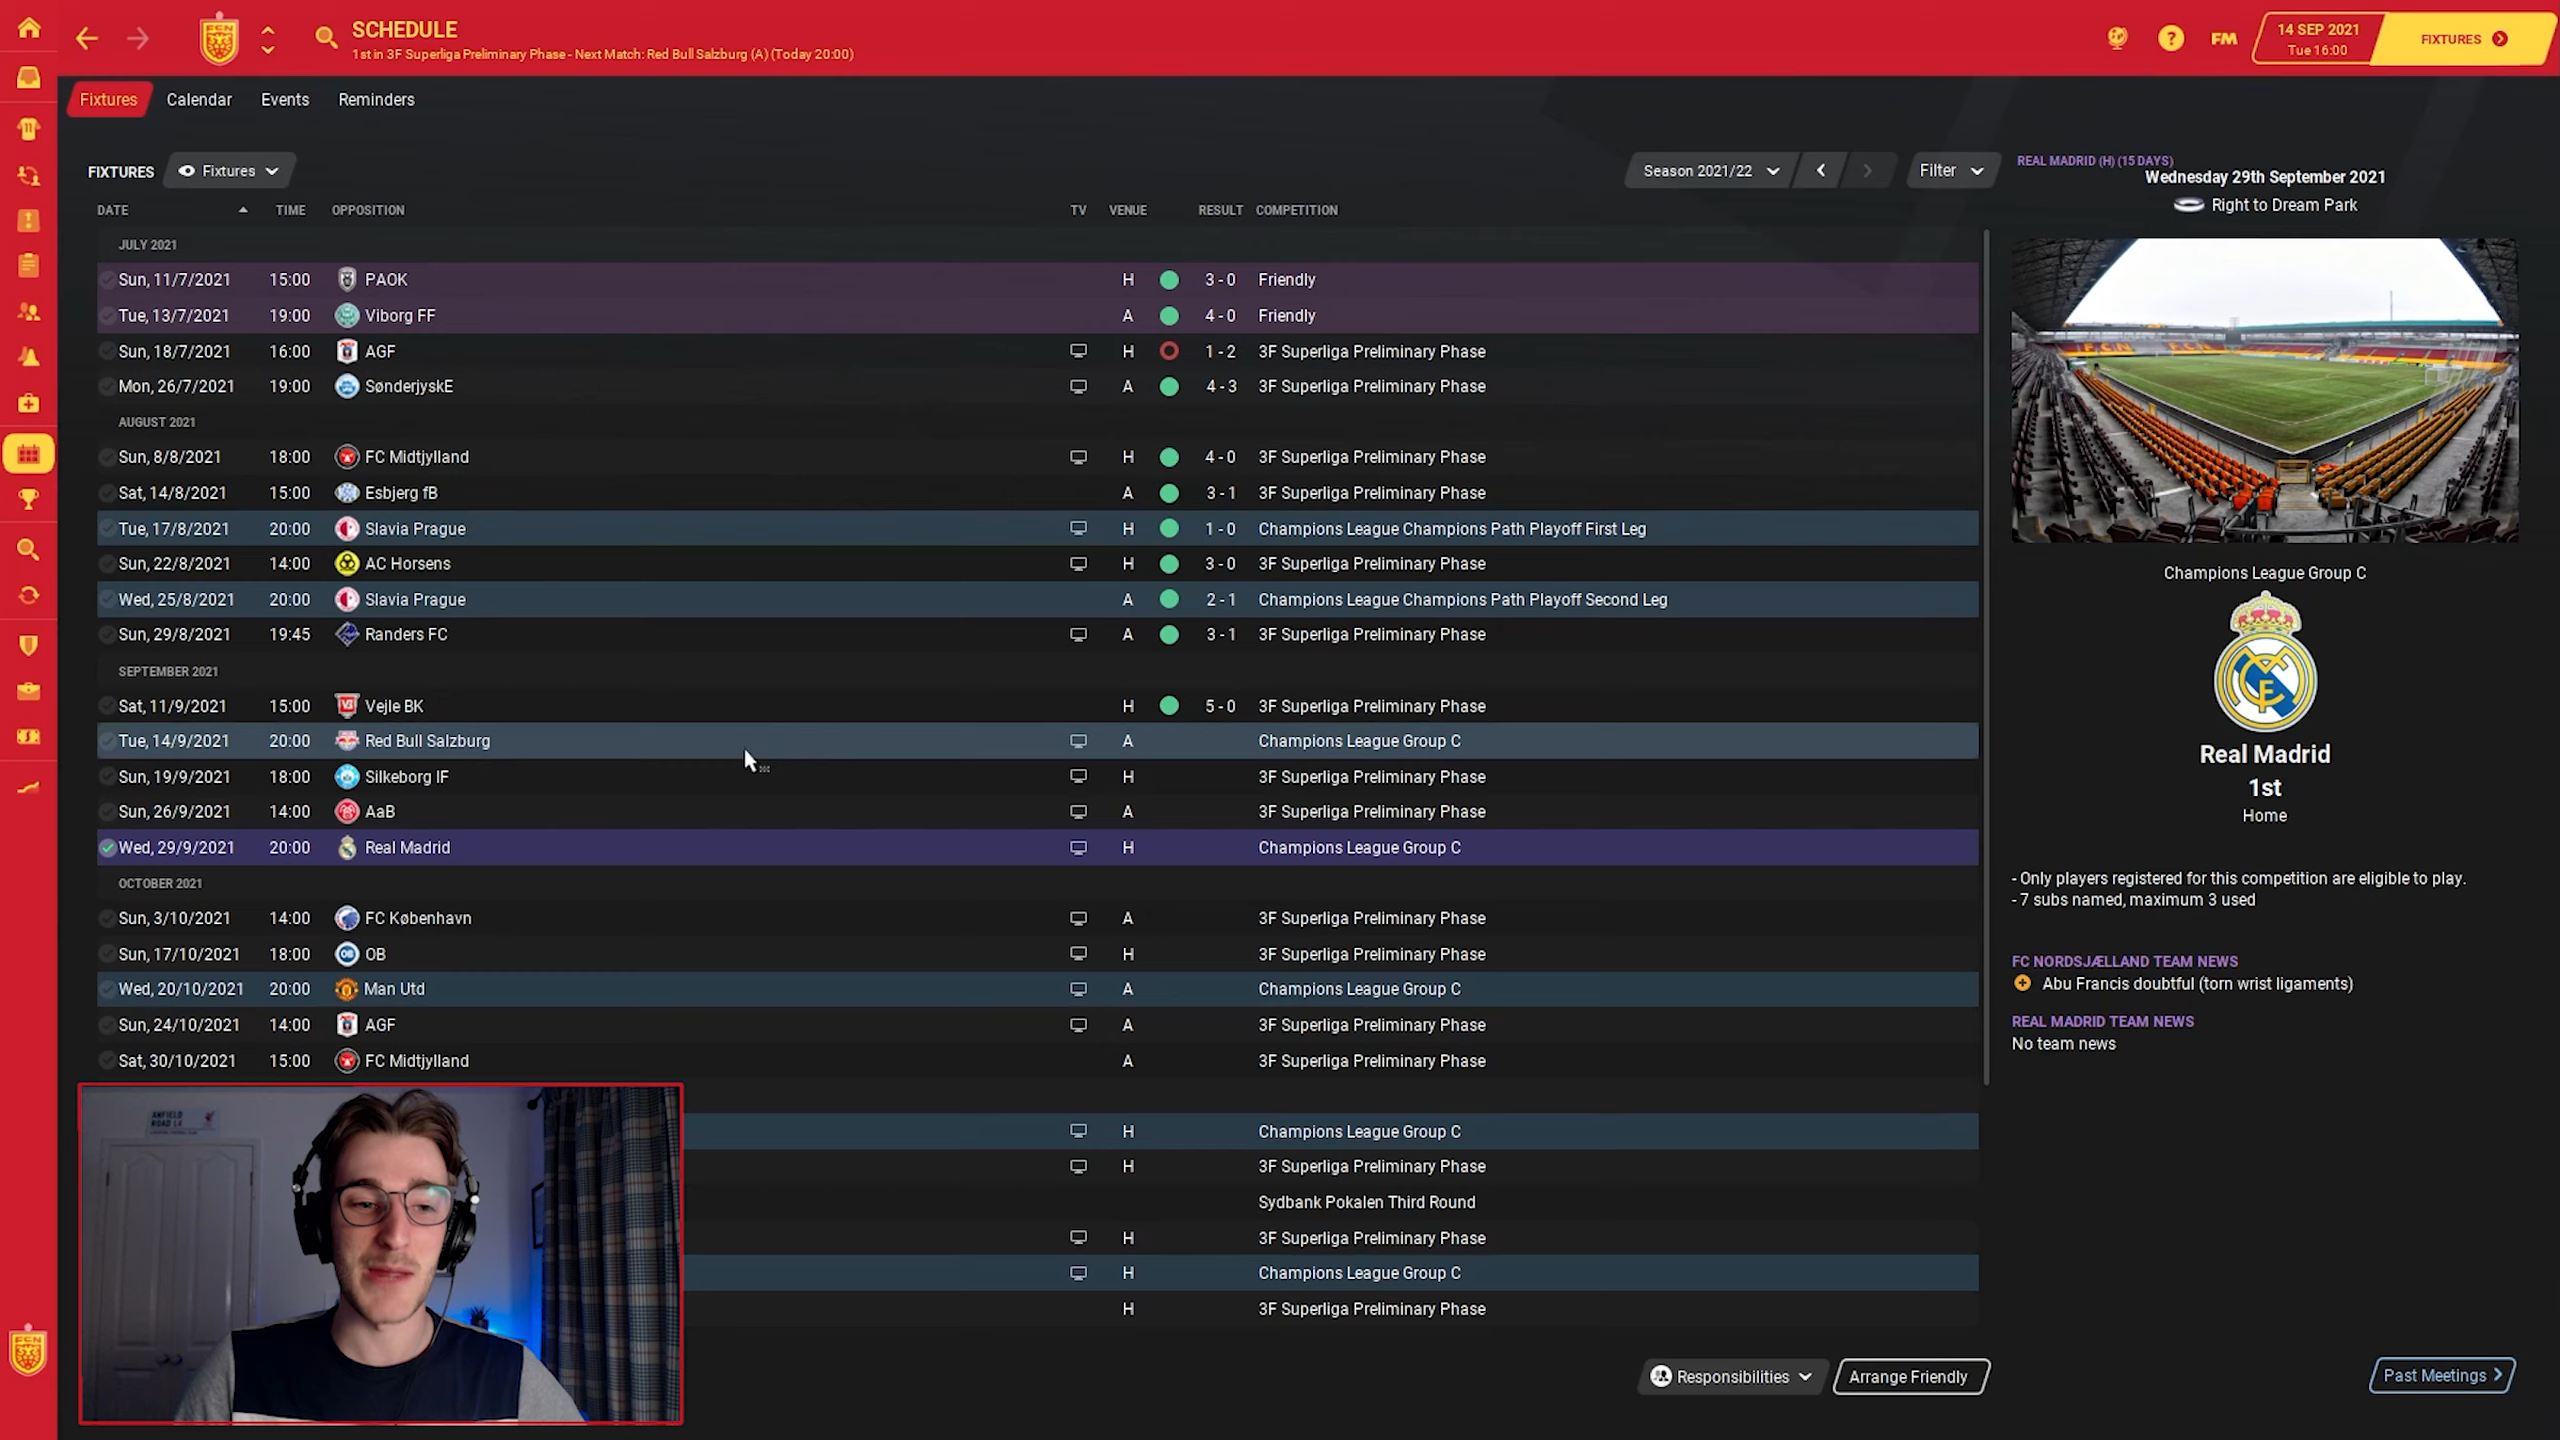 SCHEDULE
1st in 3F Superliga Preliminary Phase - Next Match: Red Bull Salzburg (A) (Today 20:00)
FM
14 SEP 2021
Tue 16:00
FIXTURES
Fixtures Calendar Events Reminders
FIXTURES Fixtures Season 2021/22 Filter
DATE TIME OPPOSITION TV VENUE RESULT COMPETITION
JULY 2021
Sun, 11/7/2021 15:00 PAOK H 3 - 0 Friendly
Tue, 13/7/2021 19:00 Viborg FF A 4 - 0 Friendly
Sun, 18/7/2021 16:00 AGF H 1 - 2 3F Superliga Preliminary Phase
Mon, 26/7/2021 19:00 SønderjyskE A 4 - 3 3F Superliga Preliminary Phase
AUGUST 2021
Sun, 8/8/2021 18:00 FC Midtjylland H 4 - 0 3F Superliga Preliminary Phase
Sat, 14/8/2021 15:00 Esbjerg fB A 3 - 1 3F Superliga Preliminary Phase
Tue, 17/8/2021 20:00 Slavia Prague H 1 - 0 Champions League Champions Path Playoff First Leg
Sun, 22/8/2021 14:00 AC Horsens H 3 - 0 3F Superliga Preliminary Phase
Wed, 25/8/2021 20:00 Slavia Prague A 2 - 1 Champions League Champions Path Playoff Second Leg
Sun, 29/8/2021 19:45 Randers FC A 3 - 1 3F Superliga Preliminary Phase
SEPTEMBER 2021
Sat, 11/9/2021 15:00 Vejle BK H 5 - 0 3F Superliga Preliminary Phase
Tue, 14/9/2021 20:00 Red Bull Salzburg A Champions League Group C
Sun, 19/9/2021 18:00 Silkeborg IF H 3F Superliga Preliminary Phase
Sun, 26/9/2021 14:00 AaB A 3F Superliga Preliminary Phase
Wed, 29/9/2021 20:00 Real Madrid H Champions League Group C
OCTOBER 2021
Sun, 3/10/2021 14:00 FC København A 3F Superliga Preliminary Phase
Sun, 17/10/2021 18:00 OB H 3F Superliga Preliminary Phase
Wed, 20/10/2021 20:00 Man Utd A Champions League Group C
Sun, 24/10/2021 14:00 AGF A 3F Superliga Preliminary Phase
Sat, 30/10/2021 15:00 FC Midtjylland A 3F Superliga Preliminary Phase
H Champions League Group C
H 3F Superliga Preliminary Phase
Sydbank Pokalen Third Round
H 3F Superliga Preliminary Phase
H Champions League Group C
H 3F Superliga Preliminary Phase
Responsibilities Arrange Friendly
REAL MADRID (H) (15 DAYS)
Wednesday 29th September 2021
Right to Dream Park
Champions League Group C
Real Madrid
1st
Home
- Only players registered for this competition are eligible to play.
- 7 subs named, maximum 3 used
FC NORDSJÆLLAND TEAM NEWS
Abu Francis doubtful (torn wrist ligaments)
REAL MADRID TEAM NEWS
No team news
Past Meetings
ANFIELD
ROAD L4